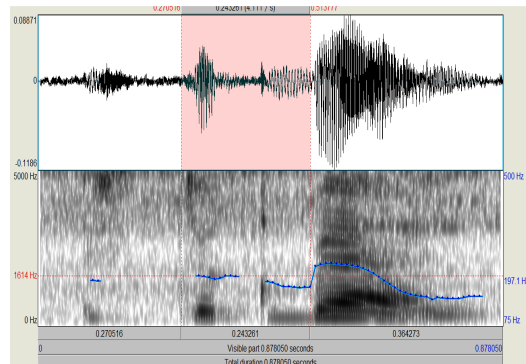 0.270516 0.243261 (4.111 / s) 0.513777
0.08871
0
-0.1186
5000 Hz 500 Hz
1614 Hz 197.1 H
0 Hz 75 Hz
0.270516 0.243261 0.364273
0 Visible part 0.878050 seconds 0.878050
Total duration 0.878050 seconds